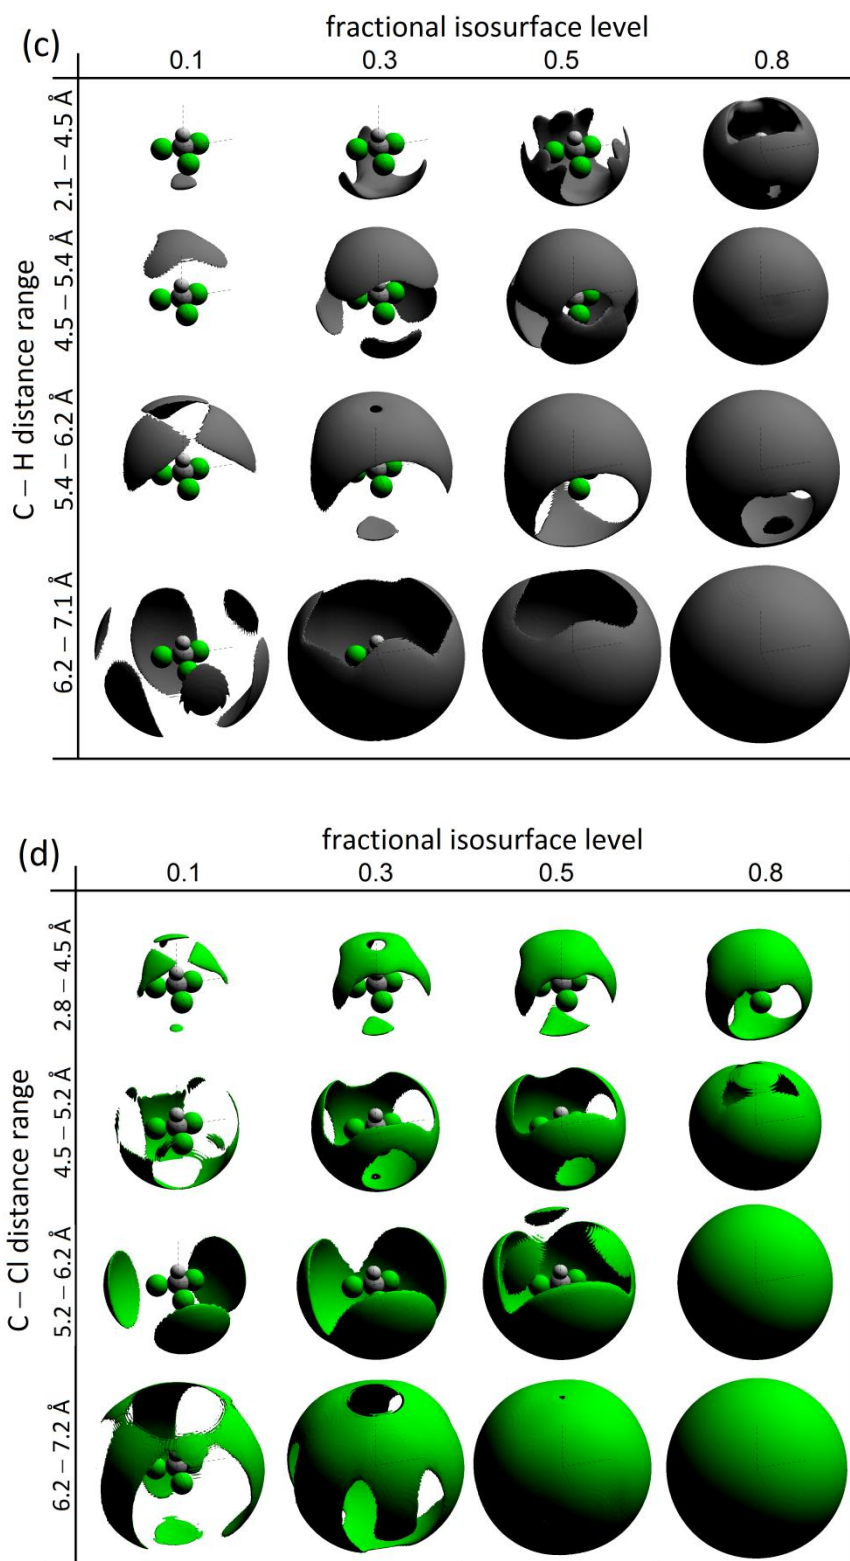 (c)
fractional isosurface level
0.1 0.3 0.5 0.8
C – H distance range
2.1 – 4.5 Å
4.5 – 5.4 Å
5.4 – 6.2 Å
6.2 – 7.1 Å
(d)
fractional isosurface level
0.1 0.3 0.5 0.8
C – Cl distance range
2.8 – 4.5 Å
4.5 – 5.2 Å
5.2 – 6.2 Å
6.2 – 7.2 Å